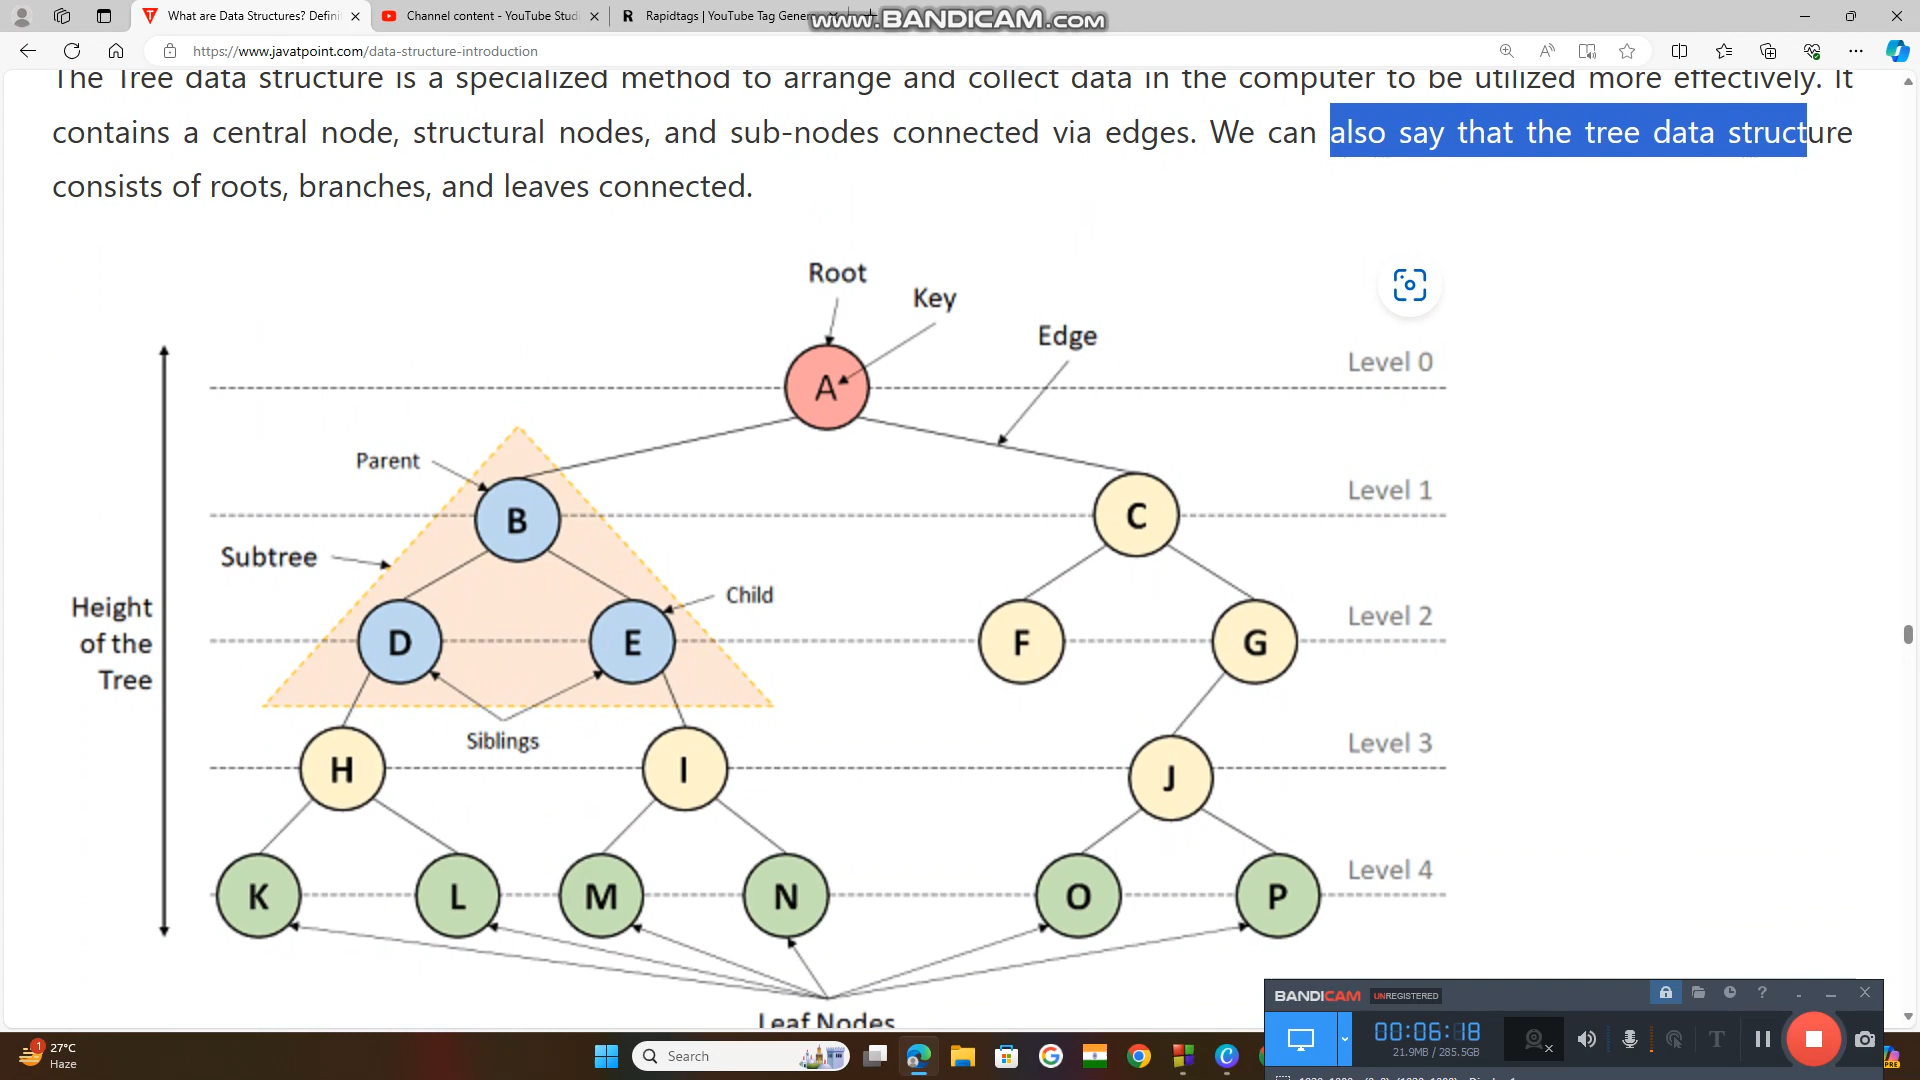 What are Data Structures? Defini
Channel content - YouTube Studi
R Rapidtags | YouTube Tag Gener
www.BANDICAM.com
https://www.javatpoint.com/data-structure-introduction
The Tree data structure is a specialized method to arrange and collect data in the computer to be utilized more effectively. It
contains a central node, structural nodes, and sub-nodes connected via edges. We can also say that the tree data structure
consists of roots, branches, and leaves connected.
Root
Key
Edge
Level 0
A
Parent
Level 1
B
C
Subtree
Child
Height
of the
Tree
Level 2
D
E
F
G
Siblings
Level 3
H
I
J
Level 4
K
L
M
N
O
P
Leaf Nodes
BANDICAM UNREGISTERED
00:06:18
21.9MB / 285.5GB
1
27°C
Haze
Search